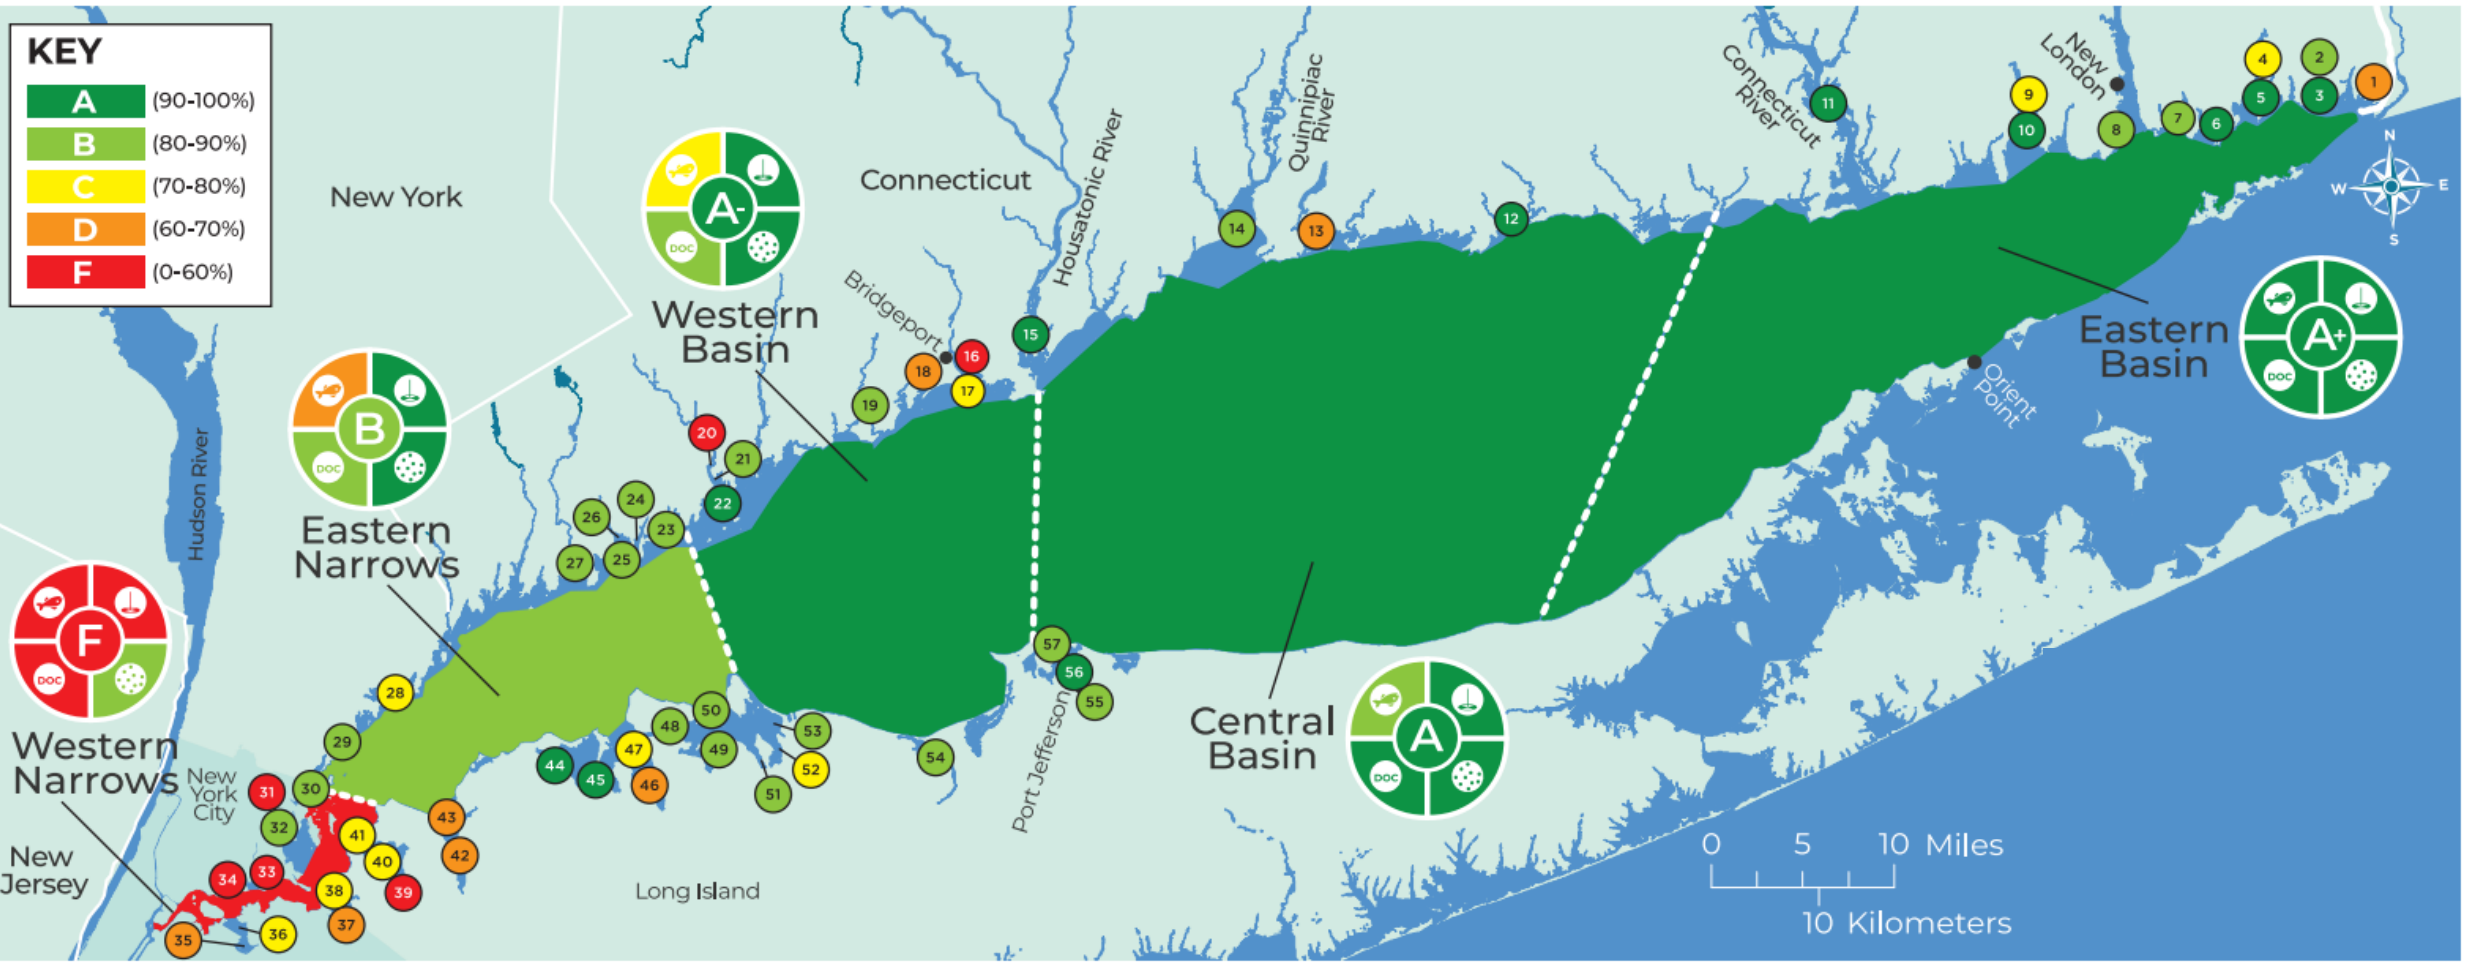 KEY
A (90-100%)
B (80-90%)
C (70-80%)
D (60-70%)
F (0-60%)
New York
Connecticut
Hudson River
Housatonic River
Quinnipiac
River
Connecticut
River
New
London
Bridgeport
A-
DOC
Western
Basin
B
DOC
Eastern
Narrows
F
DOC
Western
Narrows
New
York
City
New
Jersey
Long Island
Port Jefferson
Central
Basin
A
DOC
Eastern
Basin
A+
DOC
Orient
Point
N
W
E
S
0 5 10 Miles
10 Kilometers
1
2
3
4
5
6
7
8
9
10
11
12
13
14
15
16
17
18
19
20
21
22
23
24
25
26
27
28
29
30
31
32
33
34
35
36
37
38
39
40
41
42
43
44
45
46
47
48
49
50
51
52
53
54
55
56
57